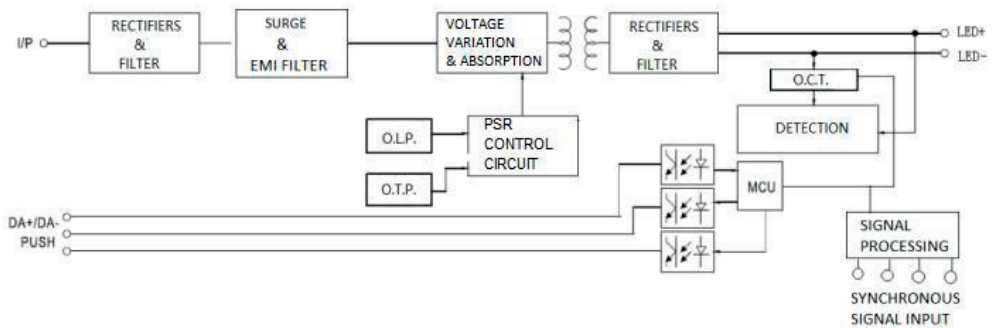 I/P
RECTIFIERS
&
FILTER
SURGE
&
EMI FILTER
VOLTAGE
VARIATION
& ABSORPTION
RECTIFIERS
&
FILTER
LED+
LED-
O.C.T.
DETECTION
O.L.P.
O.T.P.
PSR
CONTROL
CIRCUIT
MCU
DA+/DA-
PUSH
SIGNAL
PROCESSING
SYNCHRONOUS
SIGNAL INPUT